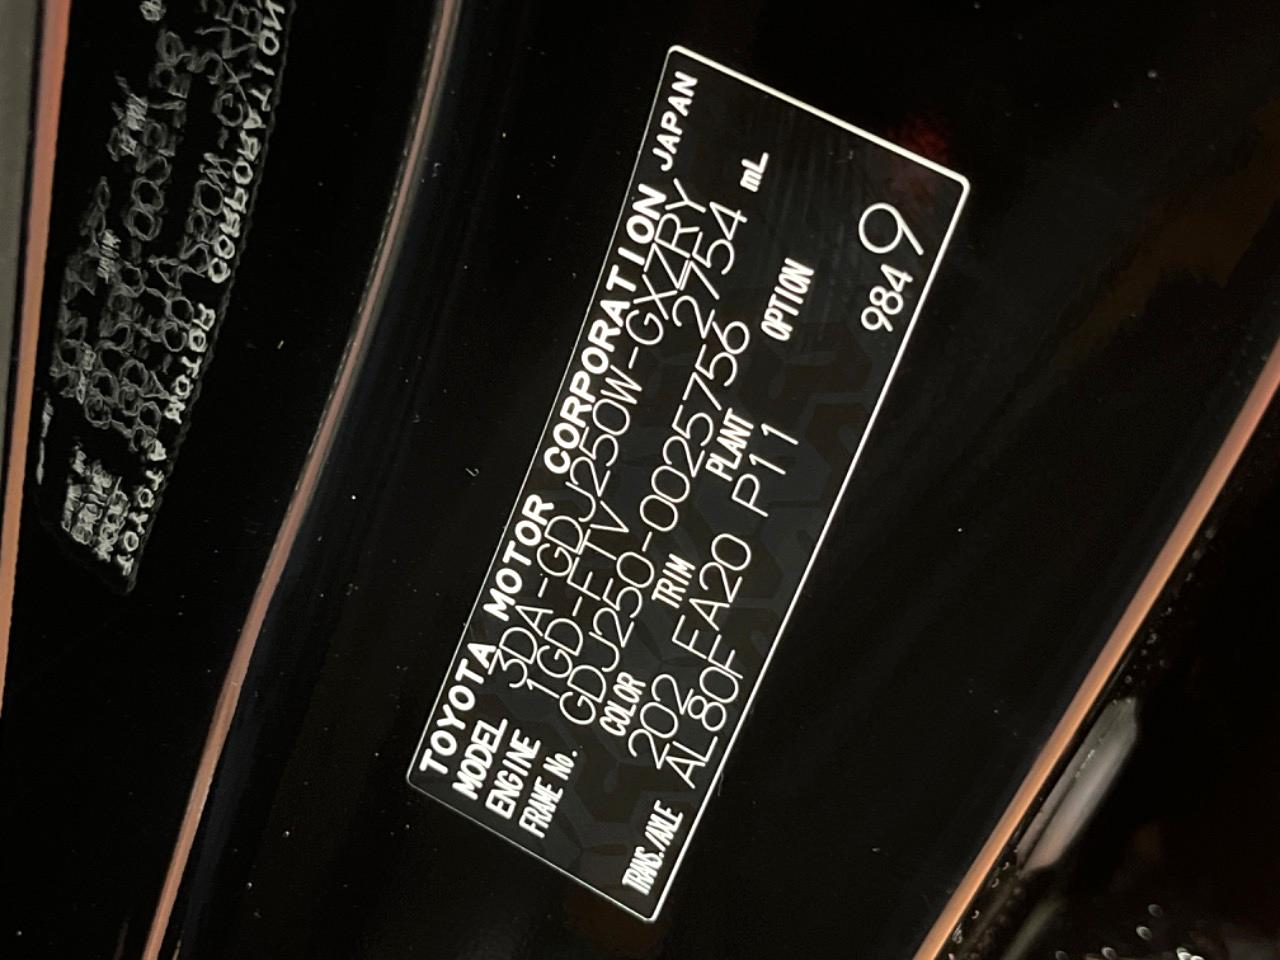 TOYOTA MOTOR CORPORATION JAPAN
MODEL 3DA-GDJ250W-GXZRY
ENGINE 1GD-FTV 2754 mL
FRAME No. GDJ250-0025756
COLOR TRIM PLANT OPTION
202 FA20 P11
TRANS./AXLE AL80F
9849